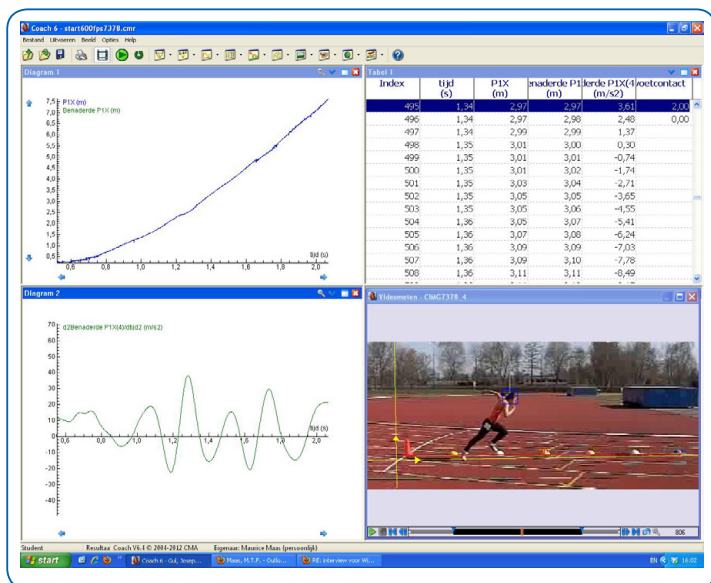 Coach 6 - start600fps7378.cmr
Bestand Uitvoeren Beeld Opties Help
Diagram 1
P1X (m)
Benaderde P1X (m)
7,5
7,0
6,5
6,0
5,5
5,0
4,5
4,0
3,5
3,0
2,5
2,0
1,5
1,0
0,5
tijd (s)
0,6 0,8 1,0 1,2 1,4 1,6 1,8 2,0
Tabel 1
Index tijd (s) P1X (m) enaderde P1 (m) derde P1X(4 (m/s2) voetcontact
495 1,34 2,97 2,97 3,61 2,00
496 1,34 2,97 2,98 2,48 0,00
497 1,34 2,99 2,99 1,37
498 1,35 3,01 3,00 0,30
499 1,35 3,01 3,01 -0,74
500 1,35 3,01 3,02 -1,74
501 1,35 3,03 3,04 -2,71
502 1,35 3,05 3,05 -3,65
503 1,35 3,05 3,06 -4,55
504 1,36 3,05 3,07 -5,41
505 1,36 3,07 3,08 -6,24
506 1,36 3,09 3,09 -7,03
507 1,36 3,09 3,10 -7,78
508 1,36 3,11 3,11 -8,49
Diagram 2
d2Benaderde P1X(4)/dtijd2 (m/s2)
70
60
50
40
30
20
10
0
-10
-20
-30
-40
tijd (s)
0,6 0,8 1,0 1,2 1,4 1,6 1,8 2,0
Videometen - CIMG7378_4
806
Student Resultaat Coach V6.4 © 2004-2012 CMA Eigenaar: Maurice Maas (persoonlijk)
start Coach 6 - Gul, Josep... Maas, M.T.F. - Outlo... RE: interview voor Wi... EN 16:02